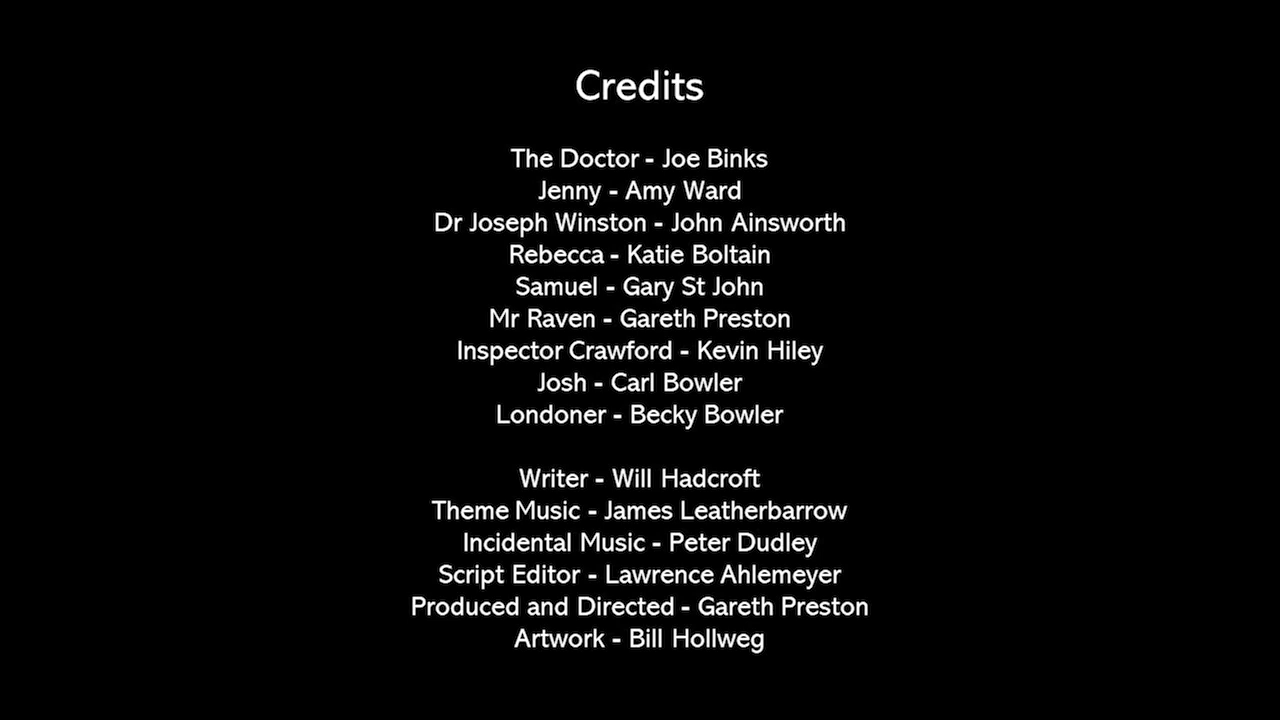 Credits
The Doctor - Joe Binks
Jenny - Amy Ward
Dr Joseph Winston - John Ainsworth
Rebecca - Katie Boltain
Samuel - Gary St John
Mr Raven - Gareth Preston
Inspector Crawford - Kevin Hiley
Josh - Carl Bowler
Londoner - Becky Bowler
Writer - Will Hadcroft
Theme Music - James Leatherbarrow
Incidental Music - Peter Dudley
Script Editor - Lawrence Ahlemeyer
Produced and Directed - Gareth Preston
Artwork - Bill Hollweg